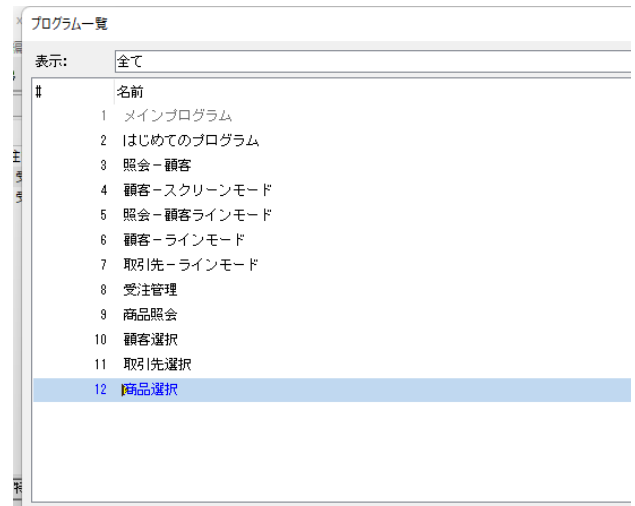 プログラム一覧
表示: 全て
# 名前
1 メインプログラム
2 はじめてのプログラム
3 照会－顧客
4 顧客－スクリーンモード
5 照会－顧客ラインモード
6 顧客－ラインモード
7 取引先－ラインモード
8 受注管理
9 商品照会
10 顧客選択
11 取引先選択
12 商品選択